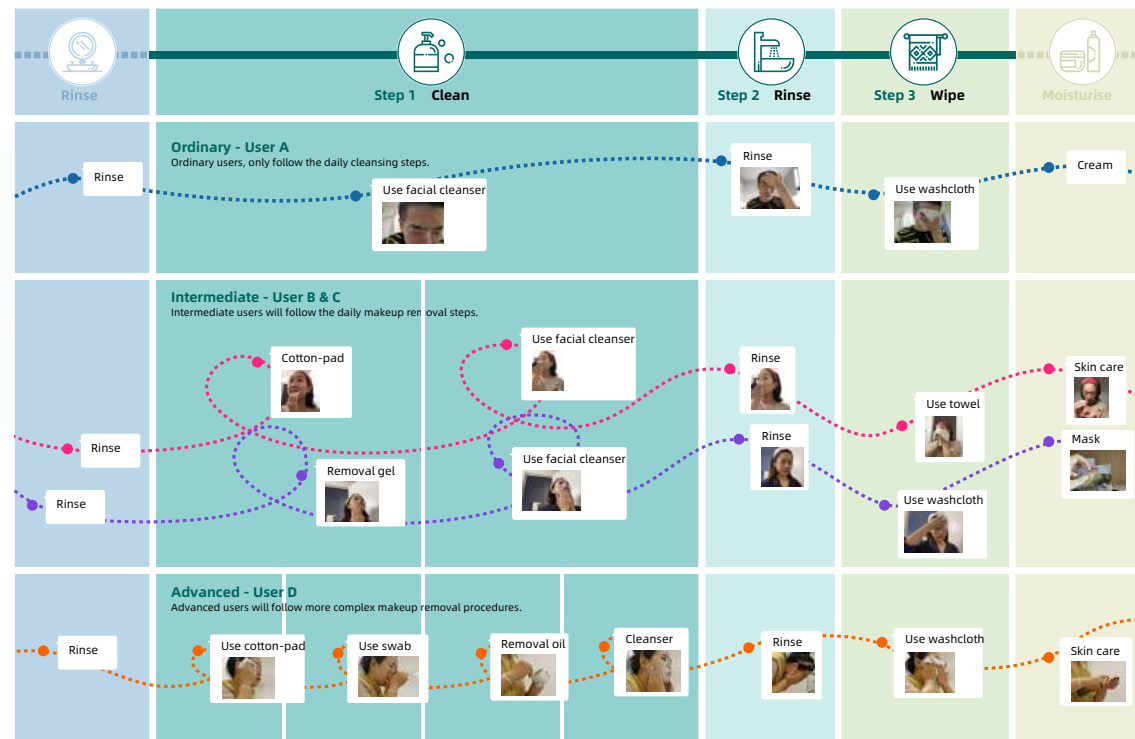 Rinse
Step 1 Clean
Step 2 Rinse
Step 3 Wipe
Moisturise
Ordinary - User A
Ordinary users, only follow the daily cleansing steps.
Rinse
Use facial cleanser
Rinse
Use washcloth
Cream
Intermediate - User B & C
Intermediate users will follow the daily makeup removal steps.
Cotton-pad
Use facial cleanser
Rinse
Use towel
Skin care
Rinse
Removal gel
Use facial cleanser
Rinse
Use washcloth
Mask
Rinse
Advanced - User D
Advanced users will follow more complex makeup removal procedures.
Rinse
Use cotton-pad
Use swab
Removal oil
Cleanser
Rinse
Use washcloth
Skin care